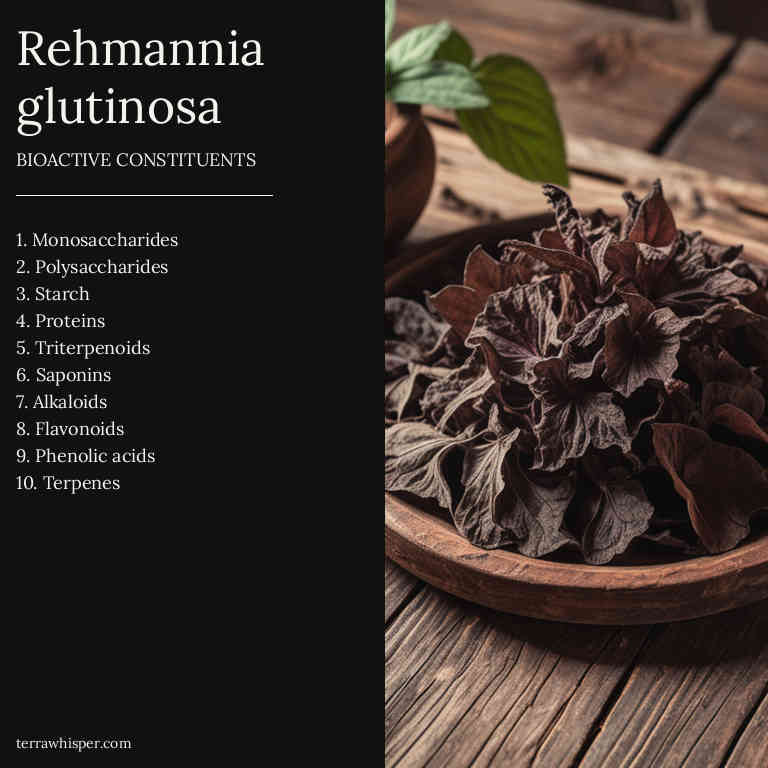 Rehmannia
glutinosa
BIOACTIVE CONSTITUENTS
1. Monosaccharides
2. Polysaccharides
3. Starch
4. Proteins
5. Triterpenoids
6. Saponins
7. Alkaloids
8. Flavonoids
9. Phenolic acids
10. Terpenes
terrawhisper.com